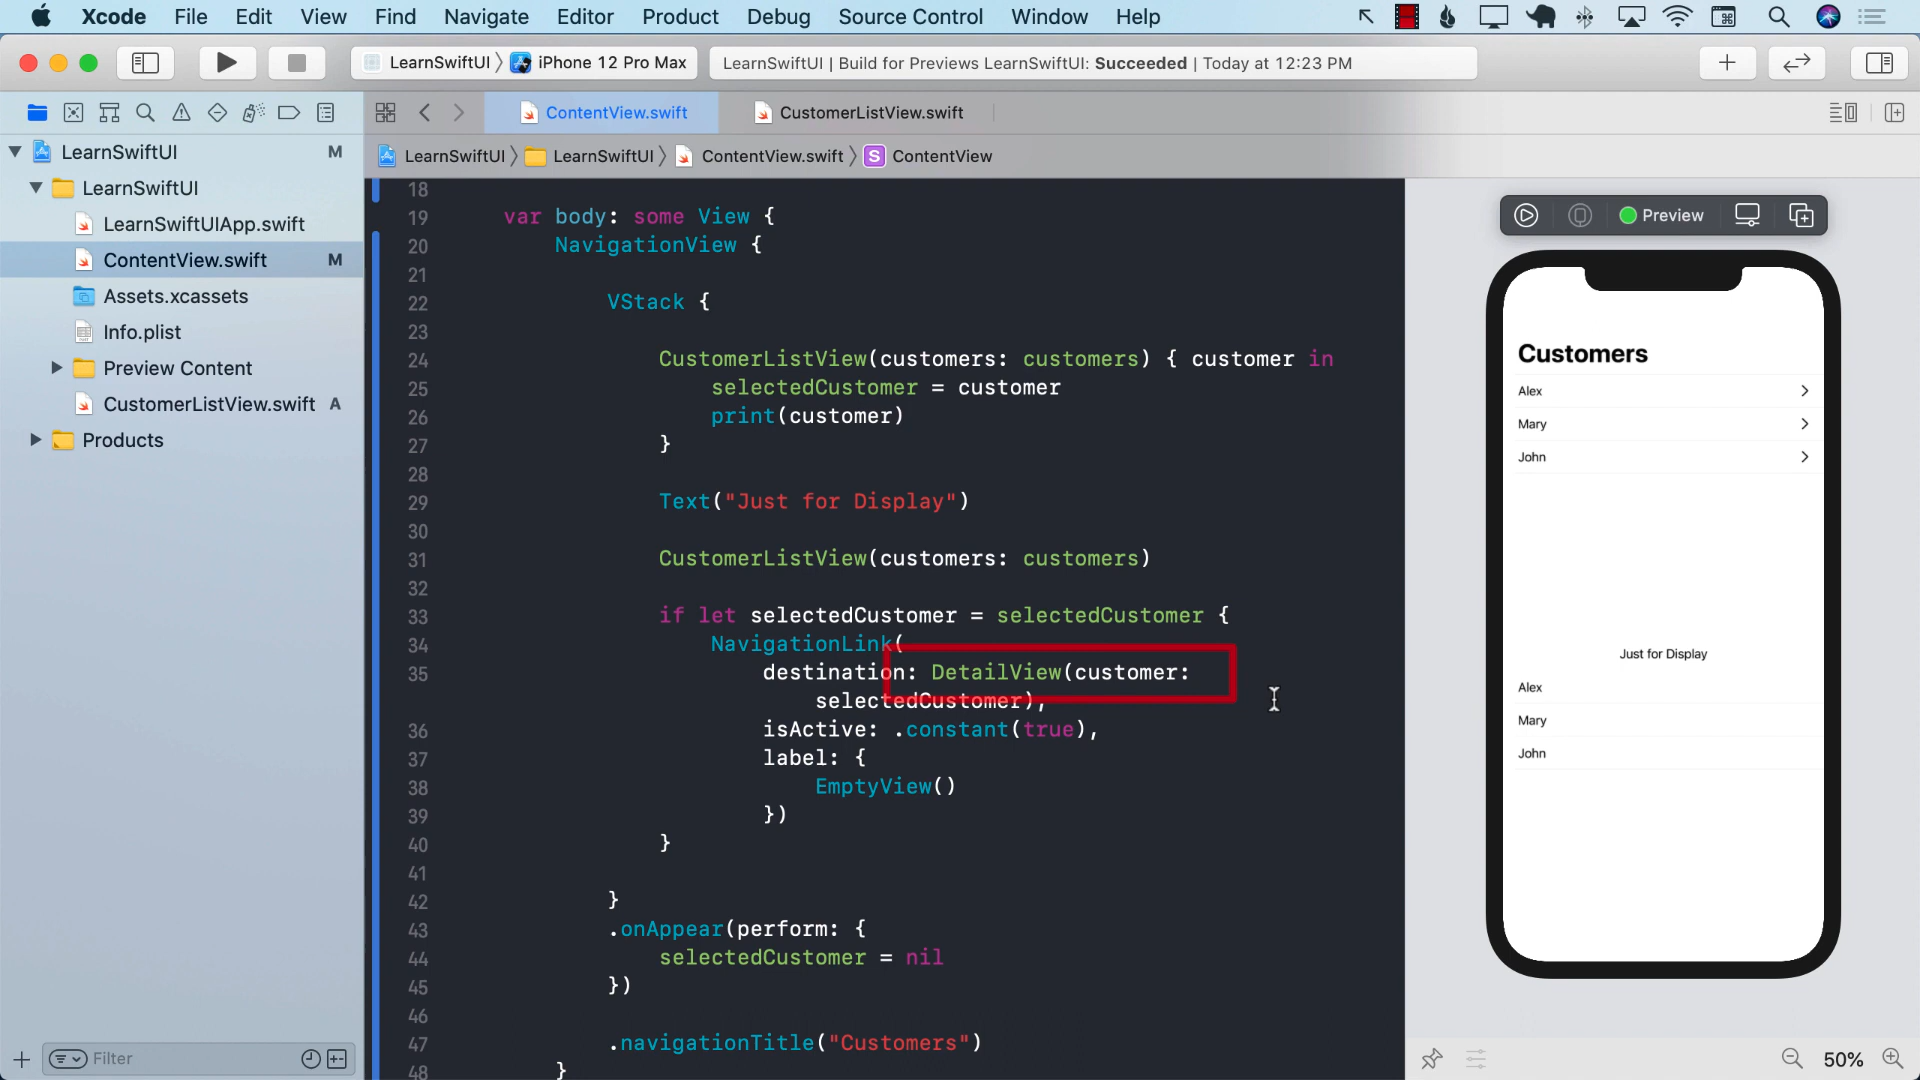 Xcode File Edit View Find Navigate Editor Product Debug Source Control Window Help
LearnSwiftUI iPhone 12 Pro Max
LearnSwiftUI | Build for Previews LearnSwiftUI: Succeeded | Today at 12:23 PM
ContentView.swift
CustomerListView.swift
LearnSwiftUI LearnSwiftUI ContentView.swift S ContentView
LearnSwiftUI M
LearnSwiftUI
LearnSwiftUIApp.swift
ContentView.swift M
Assets.xcassets
Info.plist
Preview Content
CustomerListView.swift A
Products
Filter
18
19 var body: some View {
20 NavigationView {
21
22 VStack {
23
24 CustomerListView(customers: customers) { customer in
25 selectedCustomer = customer
26 print(customer)
27 }
28
29 Text("Just for Display")
30
31 CustomerListView(customers: customers)
32
33 if let selectedCustomer = selectedCustomer {
34 NavigationLink(
35 destination: DetailView(customer:
selectedCustomer),
36 isActive: .constant(true),
37 label: {
38 EmptyView()
39 })
40 }
41
42 }
43 .onAppear(perform: {
44 selectedCustomer = nil
45 })
46
47 .navigationTitle("Customers")
48 }
Preview
Customers
Alex
Mary
John
Just for Display
Alex
Mary
John
50%